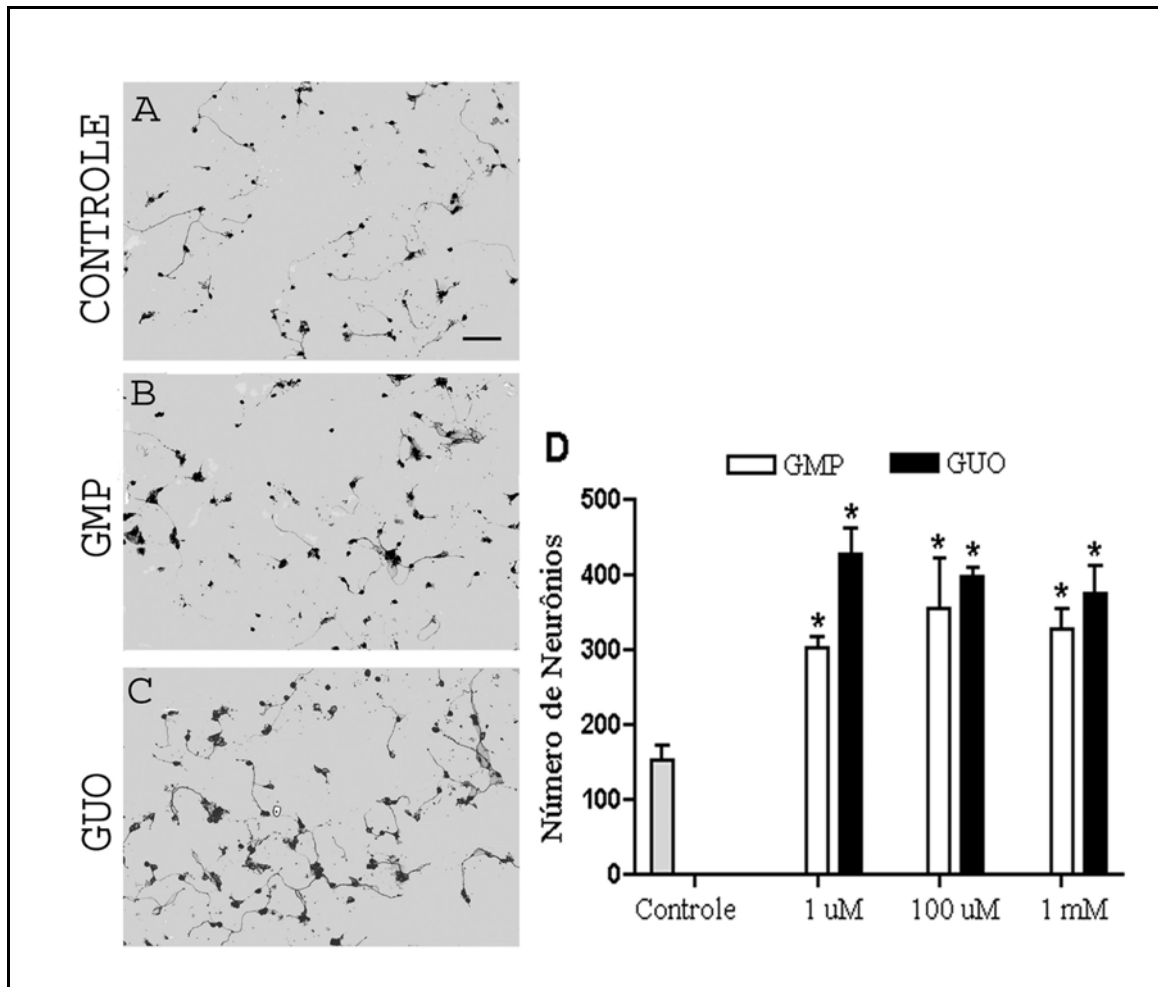 CONTROLE
A
GMP
B
GUO
C
D
GMP GUO
Número de Neurônios
500
400
300
200
100
0
* * * * * *
Controle 1 uM 100 uM 1 mM